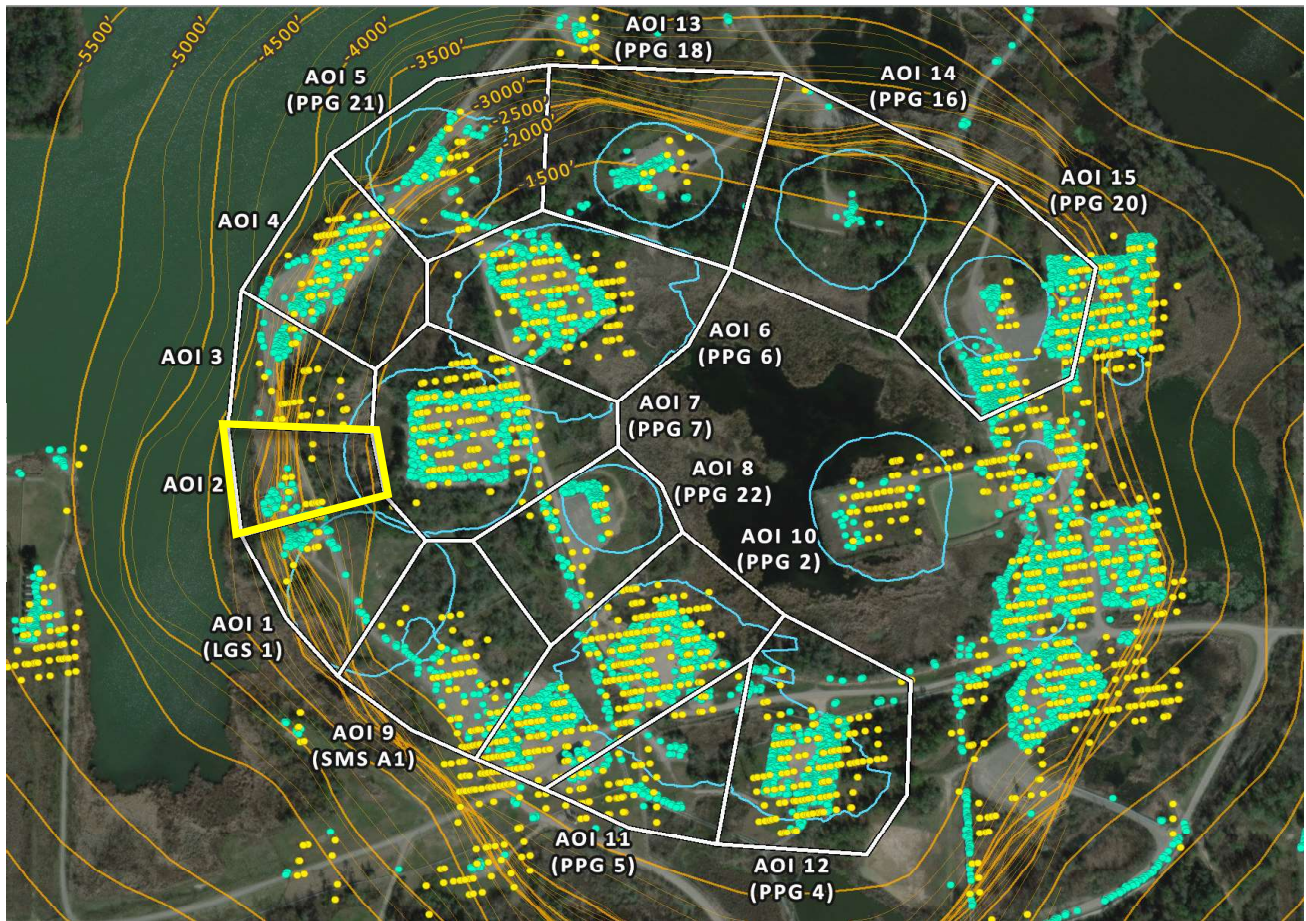 -5500'
-5000'
-4500'
-4000'
-3500'
-3000'
-2500'
-2000'
-1500'
AOI 13
(PPG 18)
AOI 14
(PPG 16)
AOI 5
(PPG 21)
AOI 15
(PPG 20)
AOI 4
AOI 3
AOI 6
(PPG 6)
AOI 7
(PPG 7)
AOI 2
AOI 8
(PPG 22)
AOI 10
(PPG 2)
AOI 1
(LGS 1)
AOI 9
(SMS A1)
AOI 11
(PPG 5)
AOI 12
(PPG 4)